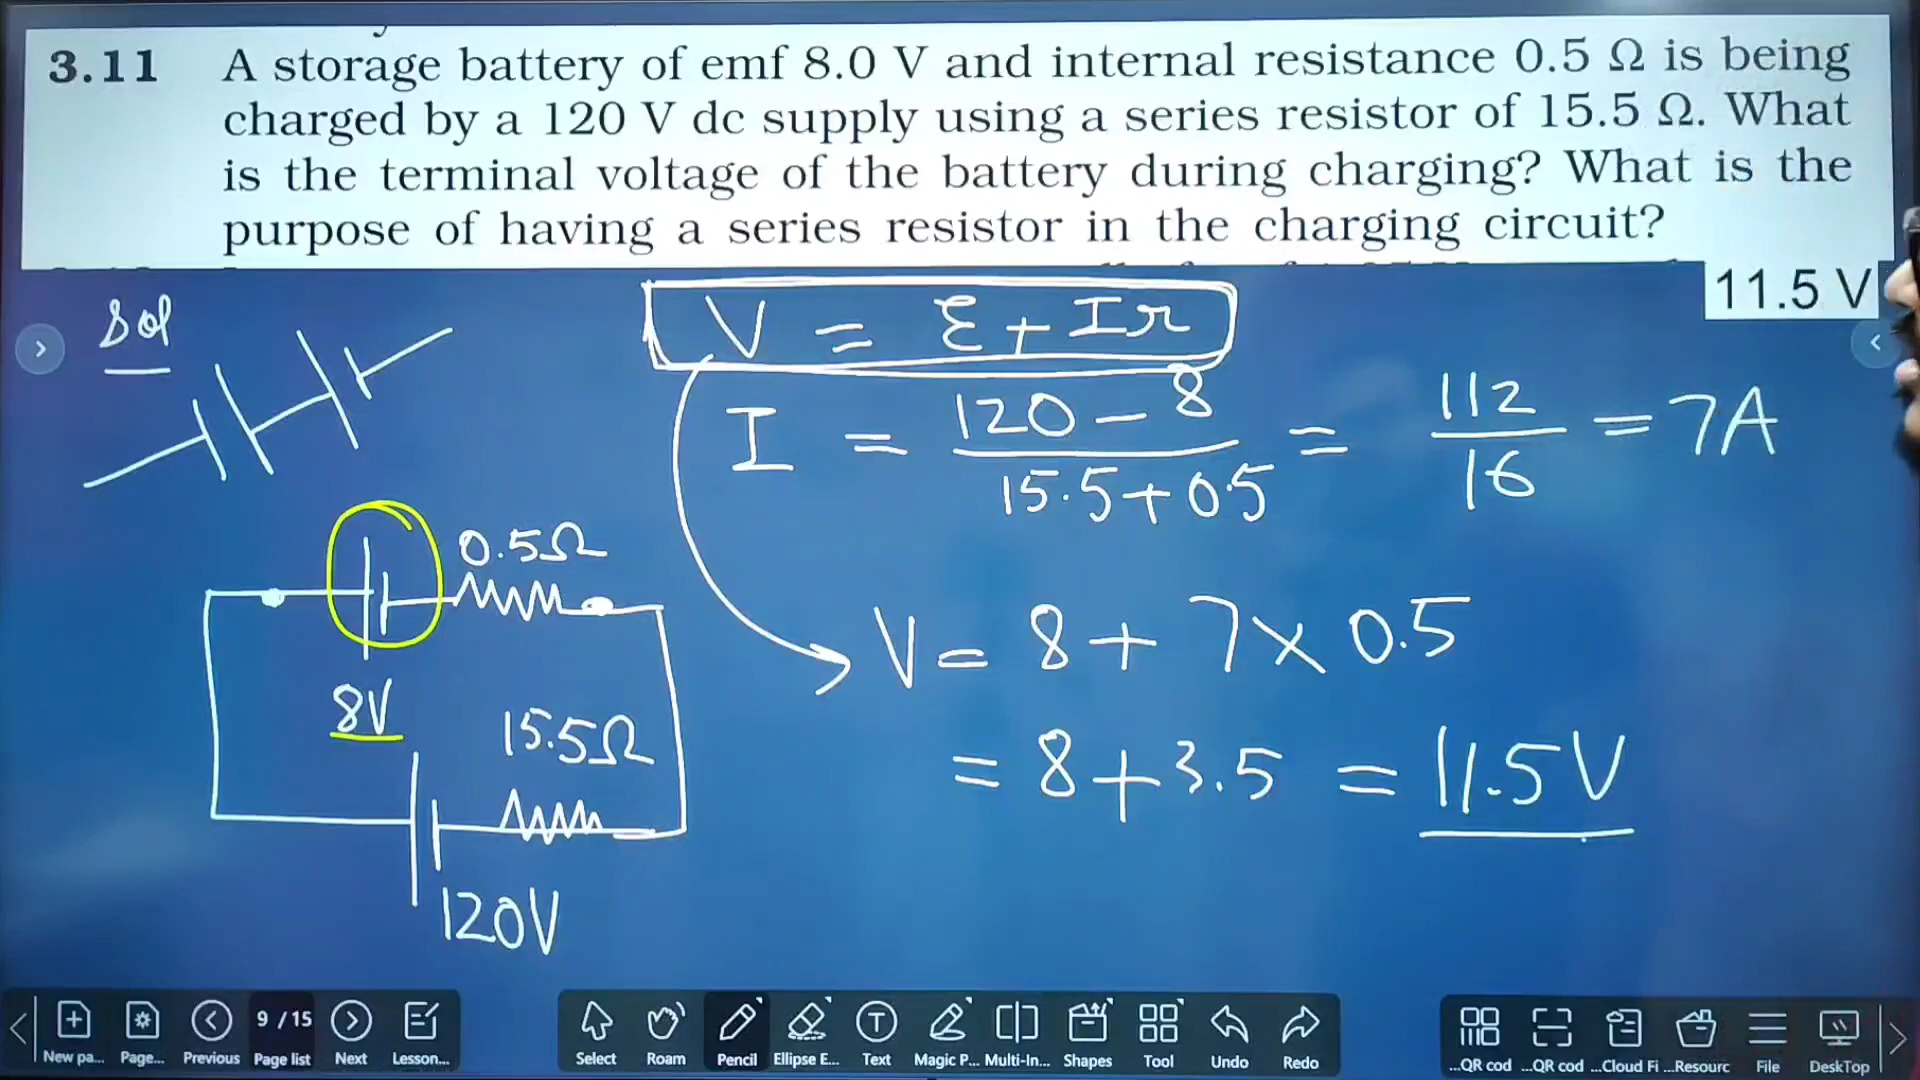 3.11 A storage battery of emf 8.0 V and internal resistance 0.5 Ω is being
charged by a 120 V dc supply using a series resistor of 15.5 Ω. What
is the terminal voltage of the battery during charging? What is the
purpose of having a series resistor in the charging circuit?
11.5 V
Sol
V = ε + Ir
I = 120 - 8 / 15.5 + 0.5 = 112 / 16 = 7A
0.5Ω
8V
15.5Ω
120V
V = 8 + 7 × 0.5
= 8 + 3.5 = 11.5V
New pa... Page... Previous 9 /15 Page list Next Lesson...
Select Roam Pencil Ellipse E... Text Magic P... Multi-In... Shapes Tool Undo Redo
...QR cod ...QR cod ...Cloud Fi ...Resourc File DeskTop